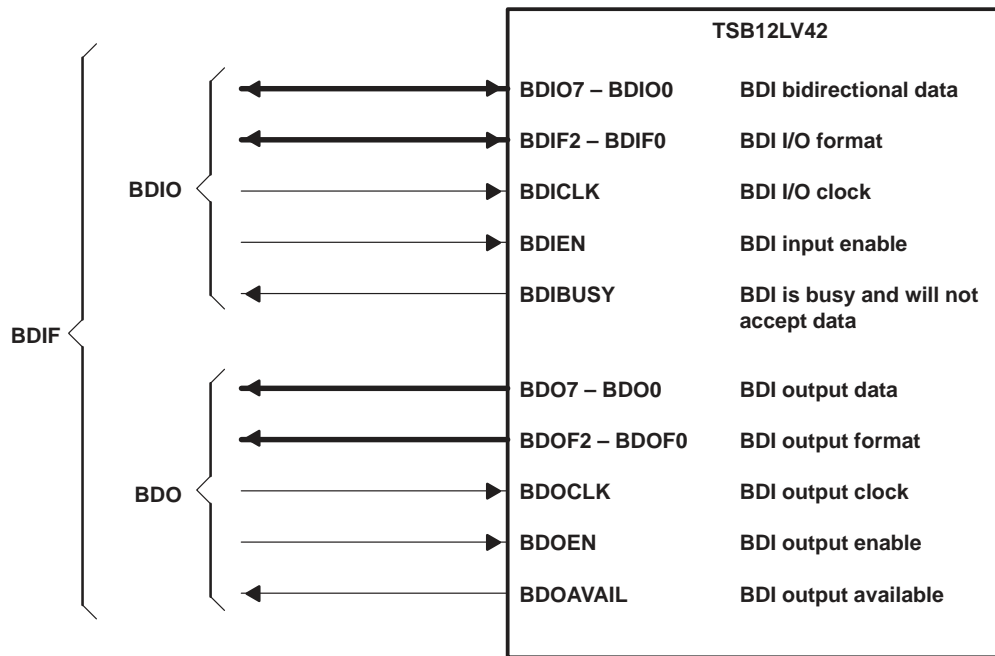 TSB12LV42
BDIO7 – BDIO0 BDI bidirectional data
BDIF2 – BDIF0 BDI I/O format
BDIO
BDICLK BDI I/O clock
BDIEN BDI input enable
BDIBUSY BDI is busy and will not
accept data
BDIF
BDO7 – BDO0 BDI output data
BDOF2 – BDOF0 BDI output format
BDO
BDOCLK BDI output clock
BDOEN BDI output enable
BDOAVAIL BDI output available